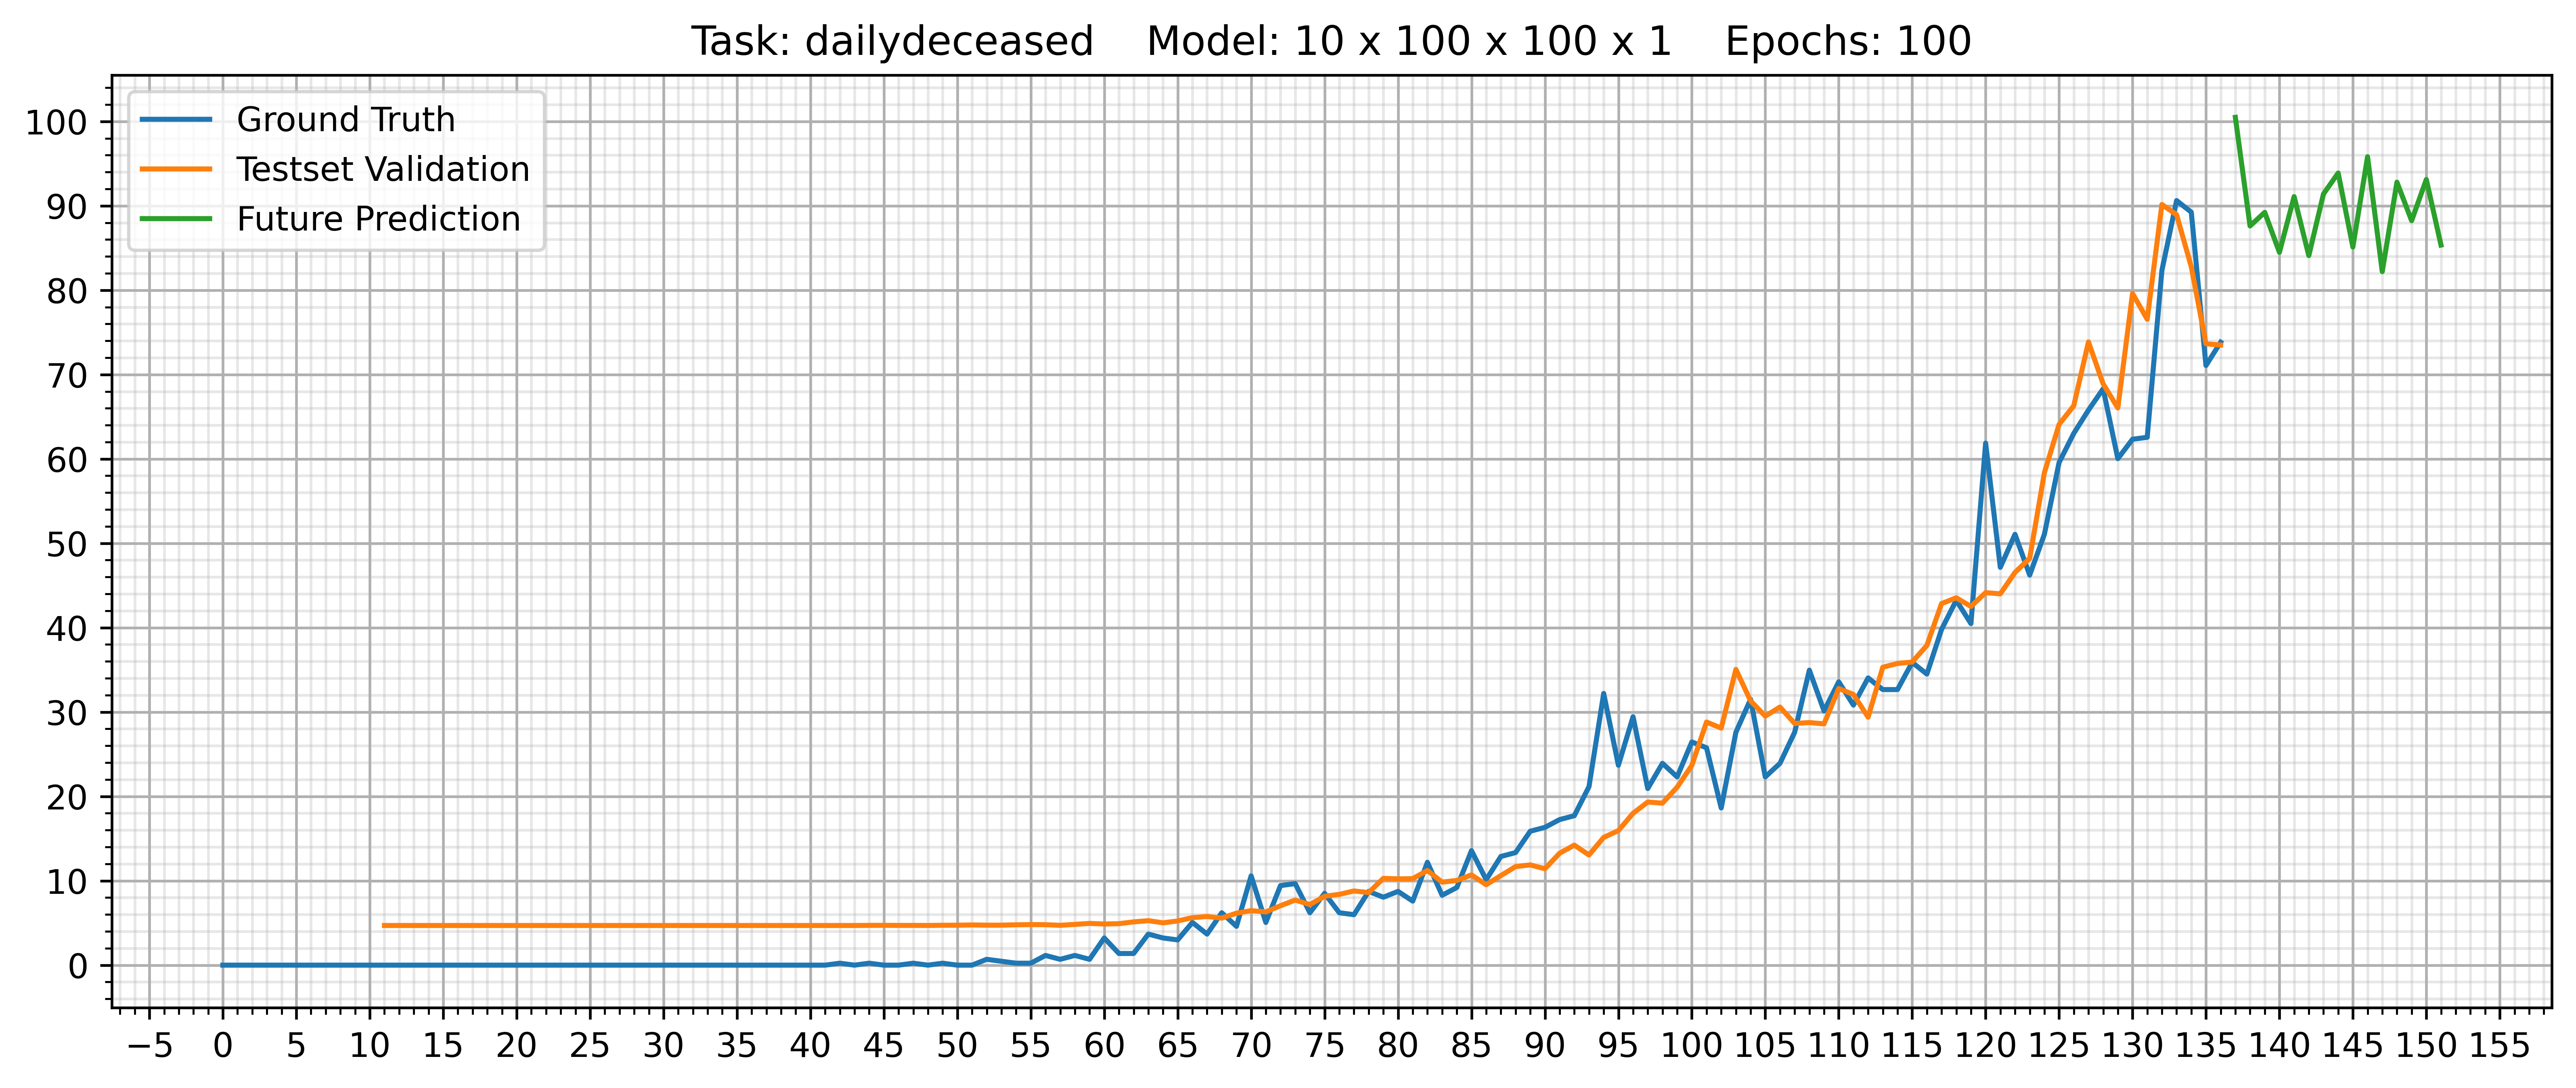 Task: dailydeceased    Model: 10 x 100 x 100 x 1    Epochs: 100
Ground Truth
Testset Validation
Future Prediction
100
90
80
70
60
50
40
30
20
10
0
−5 0 5 10 15 20 25 30 35 40 45 50 55 60 65 70 75 80 85 90 95 100 105 110 115 120 125 130 135 140 145 150 155